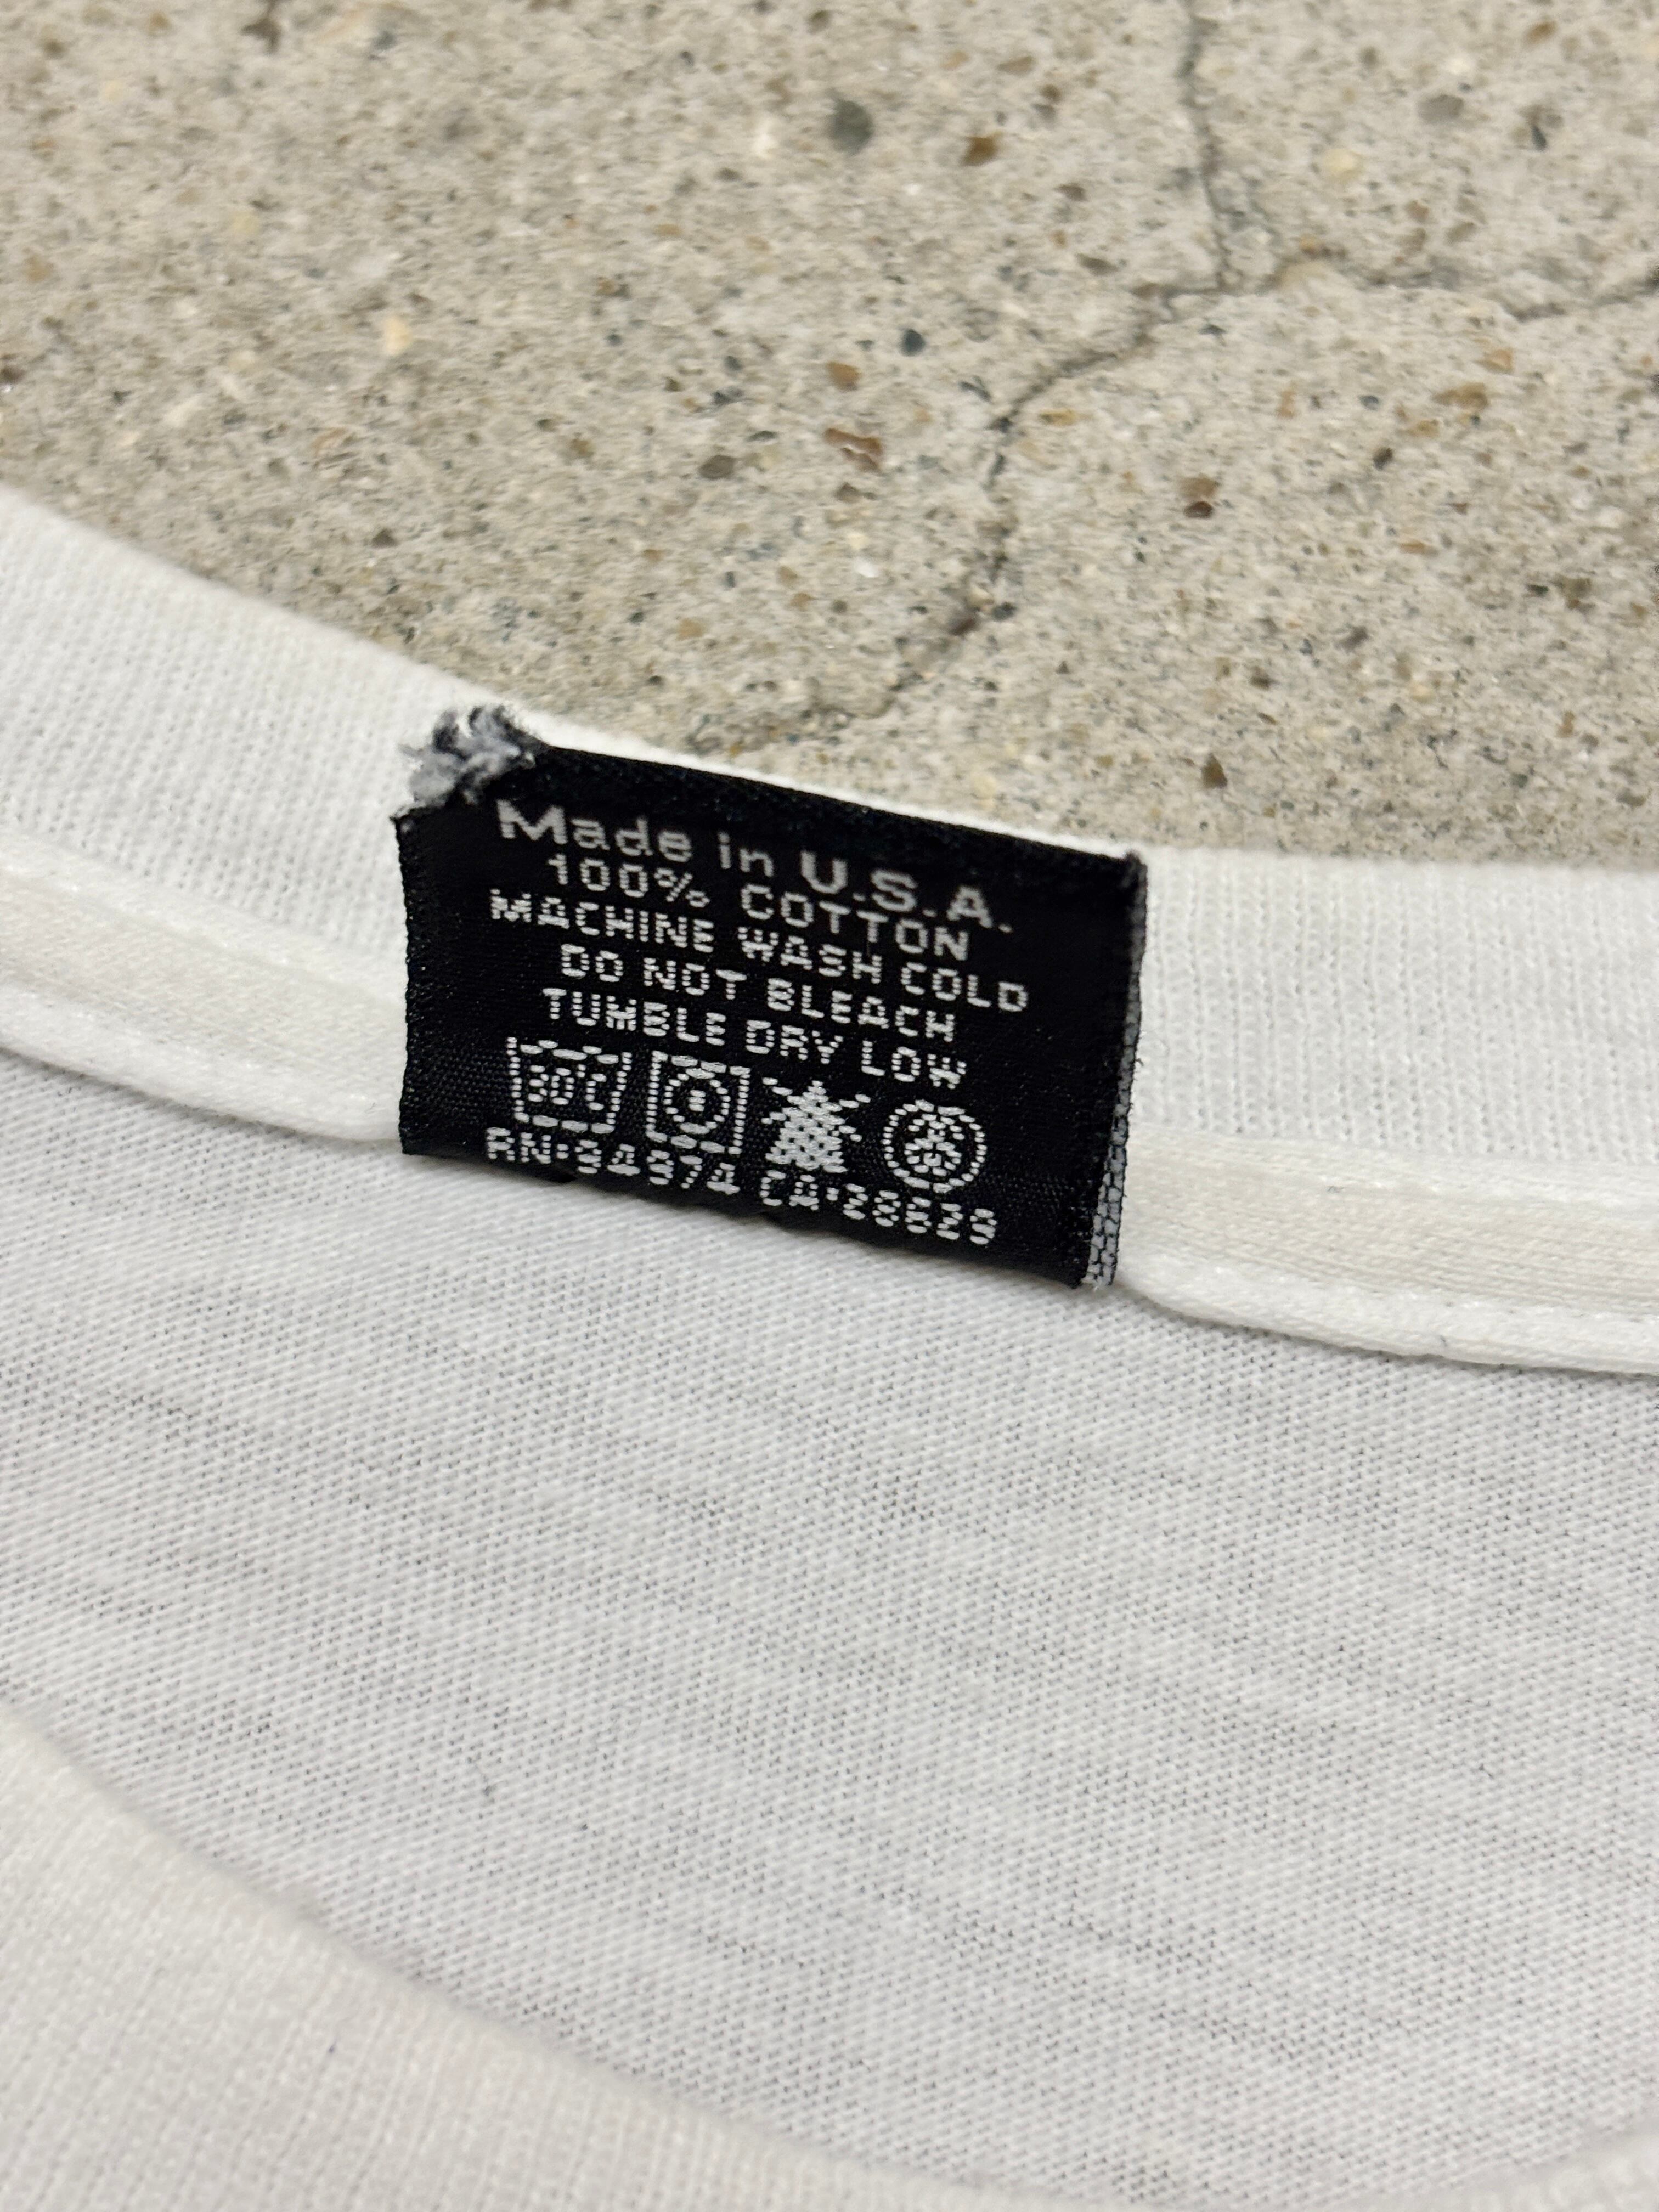 Made in U.S.A.
100% COTTON
MACHINE WASH COLD
DO NOT BLEACH
TUMBLE DRY LOW
30°C
RN:94974 CA:28629